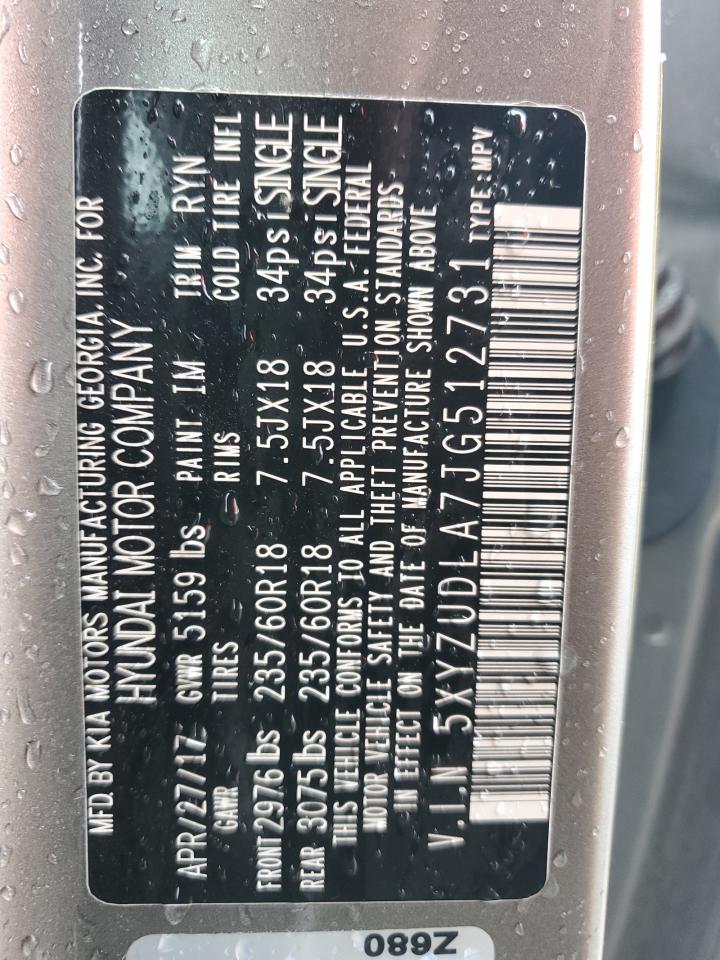 MFD. BY KIA MOTORS MANUFACTURING GEORGIA, INC. FOR
HYUNDAI MOTOR COMPANY
APR/27/17 GVWR 5159 lbs PAINT IM TRIM RYN
GAWR TIRES RIMS COLD TIRE INFL
FRONT 2976 lbs 235/60R18 7.5JX18 34psi SINGLE
REAR 3075 lbs 235/60R18 7.5JX18 34psi SINGLE
THIS VEHICLE CONFORMS TO ALL APPLICABLE U.S.A. FEDERAL
MOTOR VEHICLE SAFETY AND THEFT PREVENTION STANDARDS
IN EFFECT ON THE DATE OF MANUFACTURE SHOWN ABOVE
V.I.N 5XYZUDLA7JG512731 TYPE:MPV
Z680